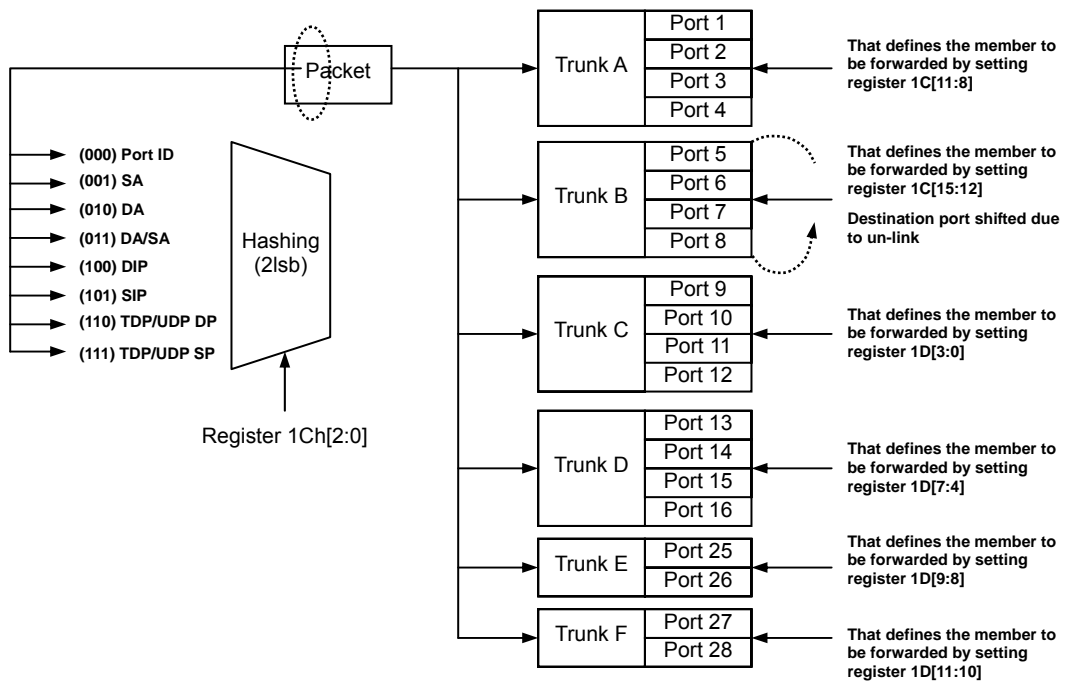 Packet
(000) Port ID
(001) SA
(010) DA
(011) DA/SA
(100) DIP
(101) SIP
(110) TDP/UDP DP
(111) TDP/UDP SP
Hashing
(2lsb)
Register 1Ch[2:0]
Trunk A
Port 1
Port 2
Port 3
Port 4
That defines the member to
be forwarded by setting
register 1C[11:8]
Trunk B
Port 5
Port 6
Port 7
Port 8
That defines the member to
be forwarded by setting
register 1C[15:12]
Destination port shifted due
to un-link
Trunk C
Port 9
Port 10
Port 11
Port 12
That defines the member to
be forwarded by setting
register 1D[3:0]
Trunk D
Port 13
Port 14
Port 15
Port 16
That defines the member to
be forwarded by setting
register 1D[7:4]
Trunk E
Port 25
Port 26
That defines the member to
be forwarded by setting
register 1D[9:8]
Trunk F
Port 27
Port 28
That defines the member to
be forwarded by setting
register 1D[11:10]